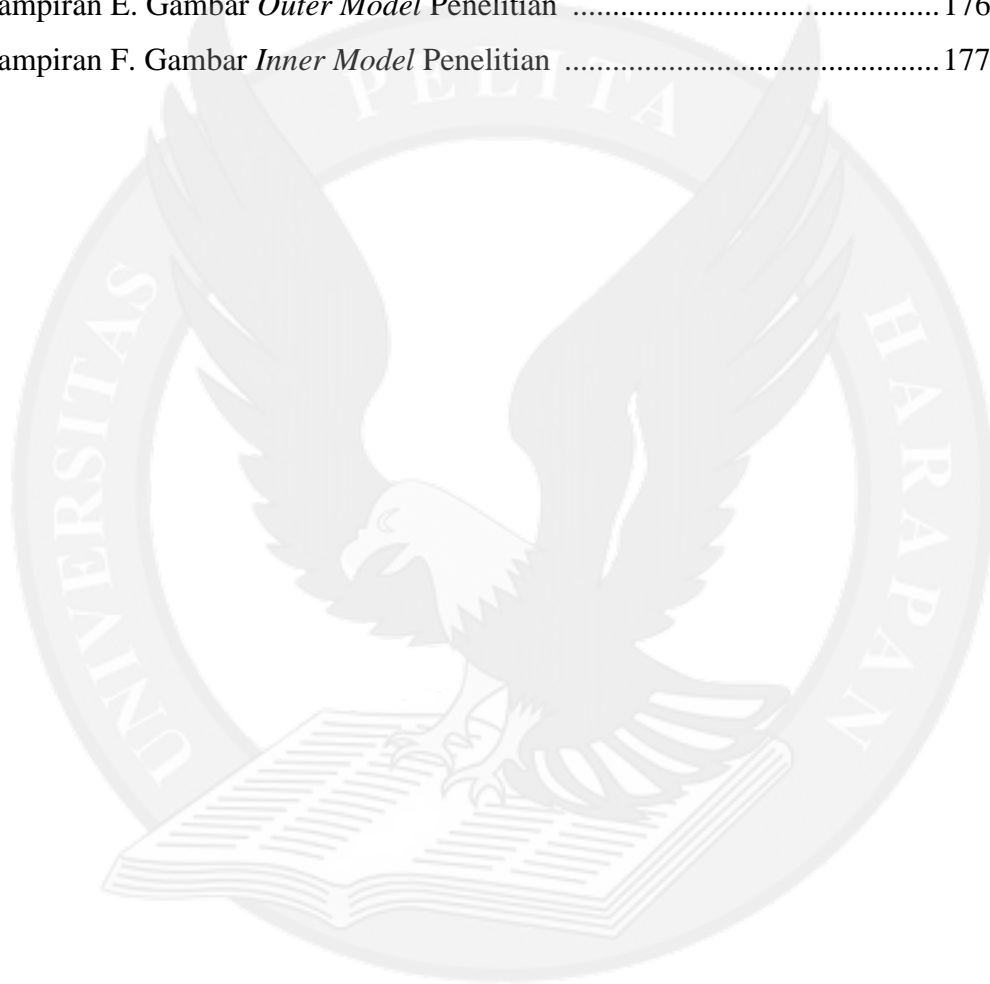 ampiran E. Gambar Outer Model Penelitian ..............................................176
ampiran F. Gambar Inner Model Penelitian ...............................................177
UNIVERSITAS PELITA HARAPAN